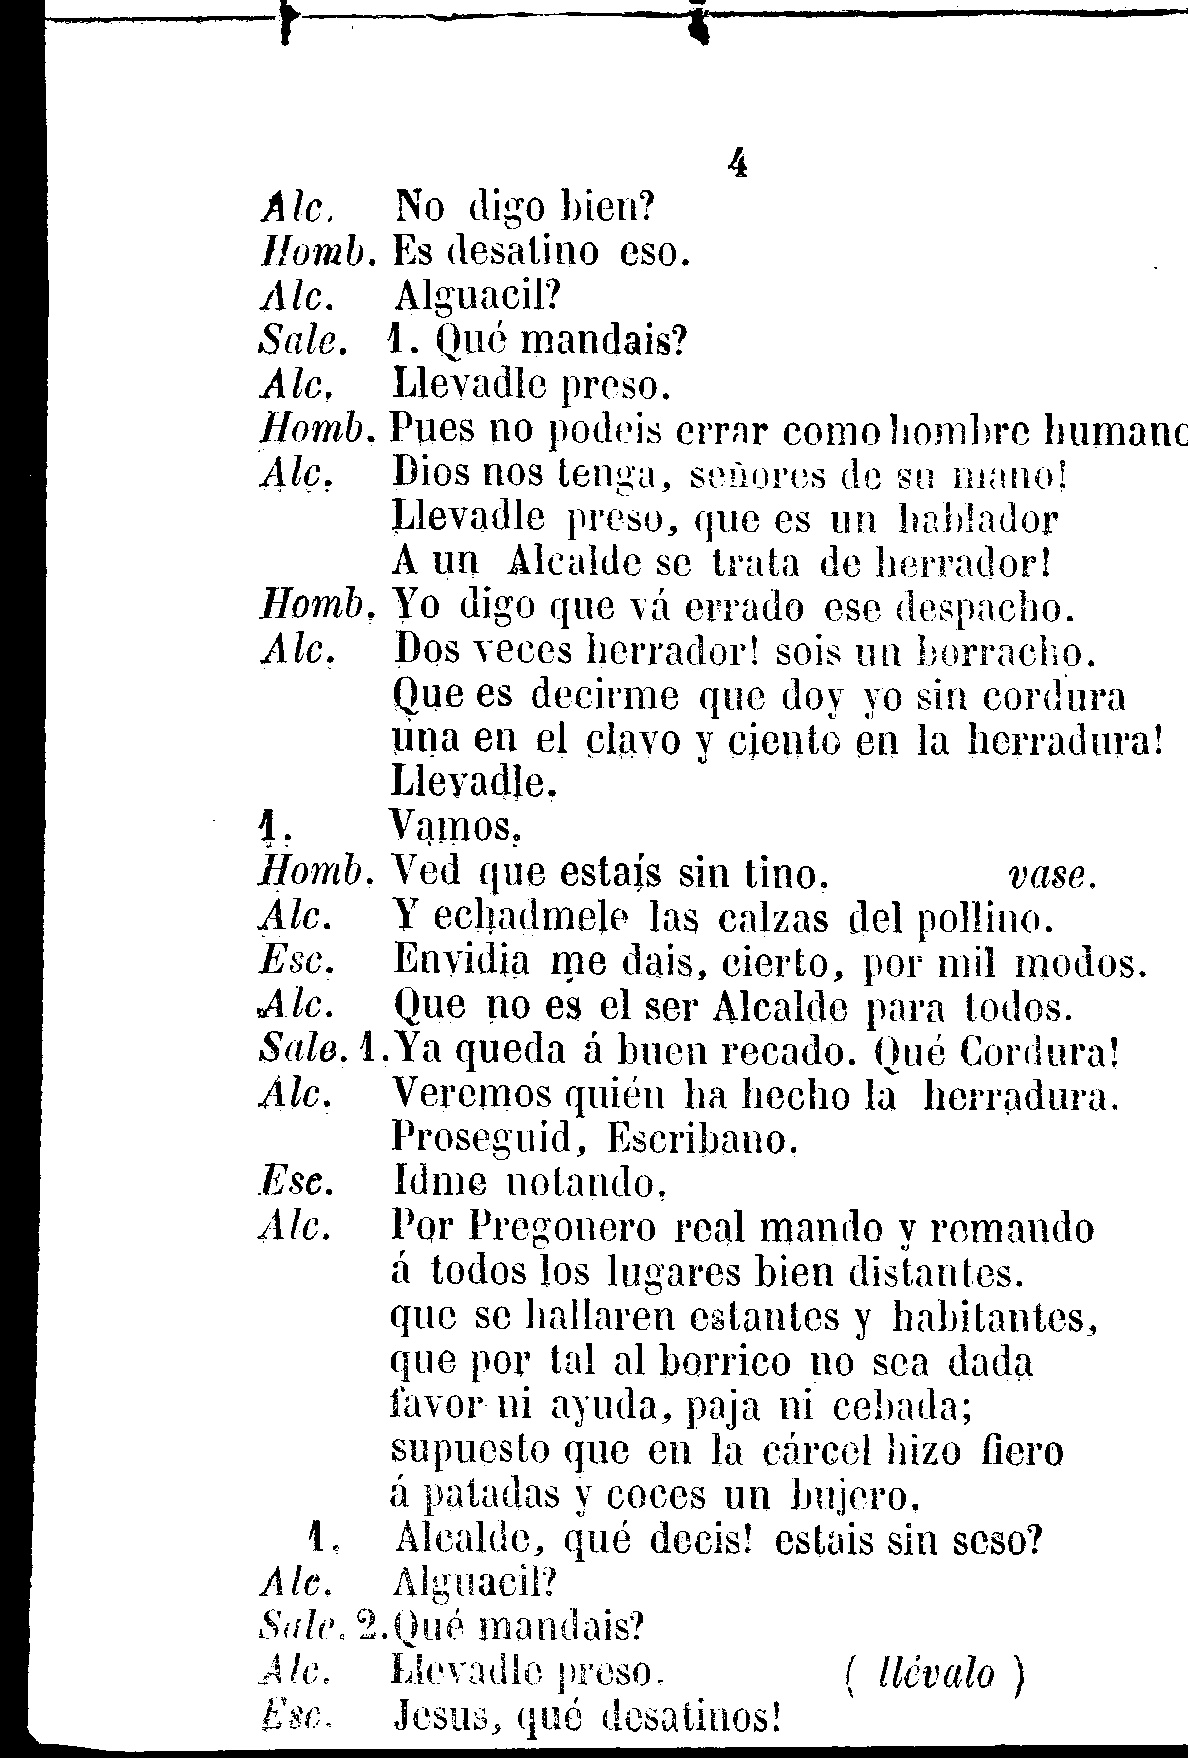 4
Alc. No digo bien?
Homb. Es desatino eso.
Alc. Alguacil?
Sale. 1. Qué mandais?
Alc. Llevadle preso.
Homb. Pues no podeis errar como hombre humano
Alc. Dios nos tenga, señores de su mano!
Llevadle preso, que es un hablador
A un Alcalde se trata de herrador!
Homb. Yo digo que vá errado ese despacho.
Alc. Dos veces herrador! sois un borracho.
Que es decirme que doy yo sin cordura
una en el clavo y ciento en la herradura!
Llevadle.
1. Vamos.
Homb. Ved que estaís sin tino. vase.
Alc. Y echadmele las calzas del pollino.
Esc. Envidia me dais, cierto, por mil modos.
Alc. Que no es el ser Alcalde para todos.
Sale. 1. Ya queda á buen recado. Qué Cordura!
Alc. Veremos quién ha hecho la herradura.
Proseguid, Escribano.
Esc. Idme notando.
Alc. Por Pregonero real mando y remando
á todos los lugares bien distantes.
que se hallaren estantes y habitantes,
que por tal al borrico no sea dada
favor ni ayuda, paja ni cebada;
supuesto que en la cárcel hizo fiero
á patadas y coces un bujero.
1. Alcalde, qué decis! estais sin seso?
Alc. Alguacil?
Sale. 2. Qué mandais?
Alc. Llevadlo preso. ( llévalo )
Esc. Jesus, qué desatinos!